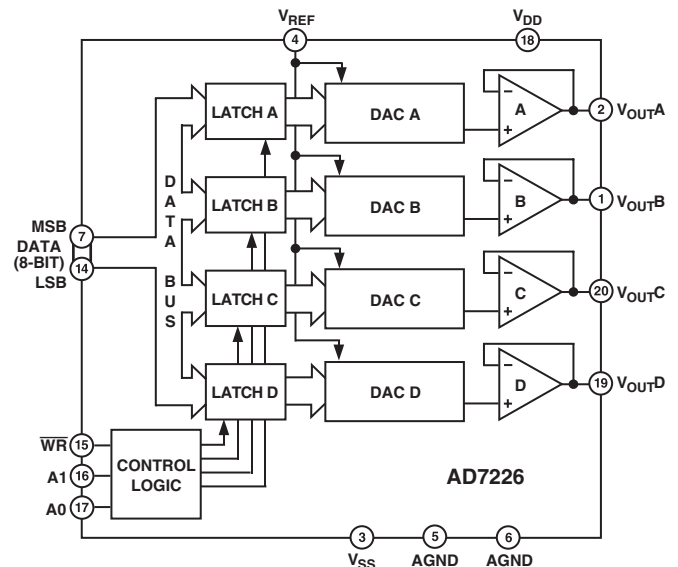 VREF
VDD
4
18
LATCH A
DAC A
A
2
VOUTA
LATCH B
DAC B
B
1
VOUTB
DATA
BUS
MSB
7
DATA
(8-BIT)
14
LSB
LATCH C
DAC C
C
20
VOUTC
LATCH D
DAC D
D
19
VOUTD
WR
15
A1
16
A0
17
CONTROL
LOGIC
AD7226
3
5
6
VSS
AGND
AGND
− +
− +
− +
− +